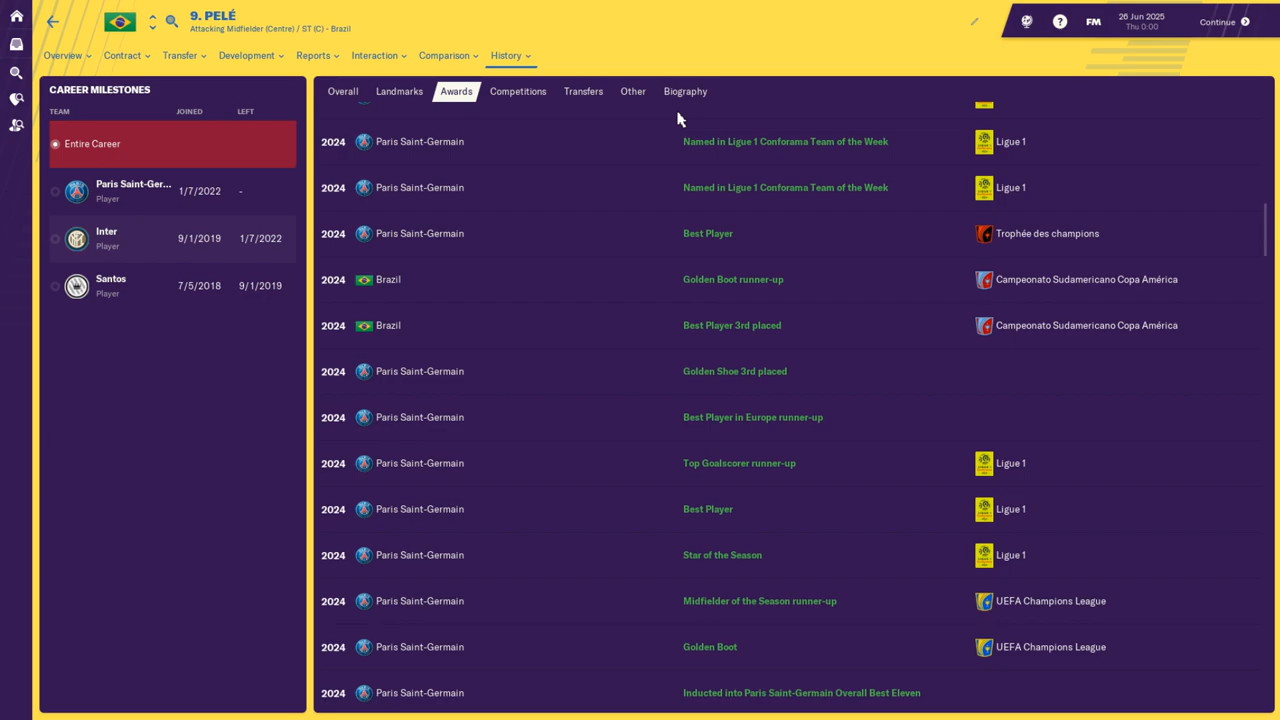 9. PELÉ
Attacking Midfielder (Centre) / ST (C) - Brazil
FM
26 Jun 2025
Thu 0:00
Continue
Overview
Contract
Transfer
Development
Reports
Interaction
Comparison
History
CAREER MILESTONES
TEAM JOINED LEFT
Entire Career
Paris Saint-Ger... 1/7/2022 -
Player
Inter 9/1/2019 1/7/2022
Player
Santos 7/5/2018 9/1/2019
Player
Overall Landmarks Awards Competitions Transfers Other Biography
2024 Paris Saint-Germain Named in Ligue 1 Conforama Team of the Week Ligue 1
2024 Paris Saint-Germain Named in Ligue 1 Conforama Team of the Week Ligue 1
2024 Paris Saint-Germain Best Player Trophée des champions
2024 Brazil Golden Boot runner-up Campeonato Sudamericano Copa América
2024 Brazil Best Player 3rd placed Campeonato Sudamericano Copa América
2024 Paris Saint-Germain Golden Shoe 3rd placed
2024 Paris Saint-Germain Best Player in Europe runner-up
2024 Paris Saint-Germain Top Goalscorer runner-up Ligue 1
2024 Paris Saint-Germain Best Player Ligue 1
2024 Paris Saint-Germain Star of the Season Ligue 1
2024 Paris Saint-Germain Midfielder of the Season runner-up UEFA Champions League
2024 Paris Saint-Germain Golden Boot UEFA Champions League
2024 Paris Saint-Germain Inducted into Paris Saint-Germain Overall Best Eleven